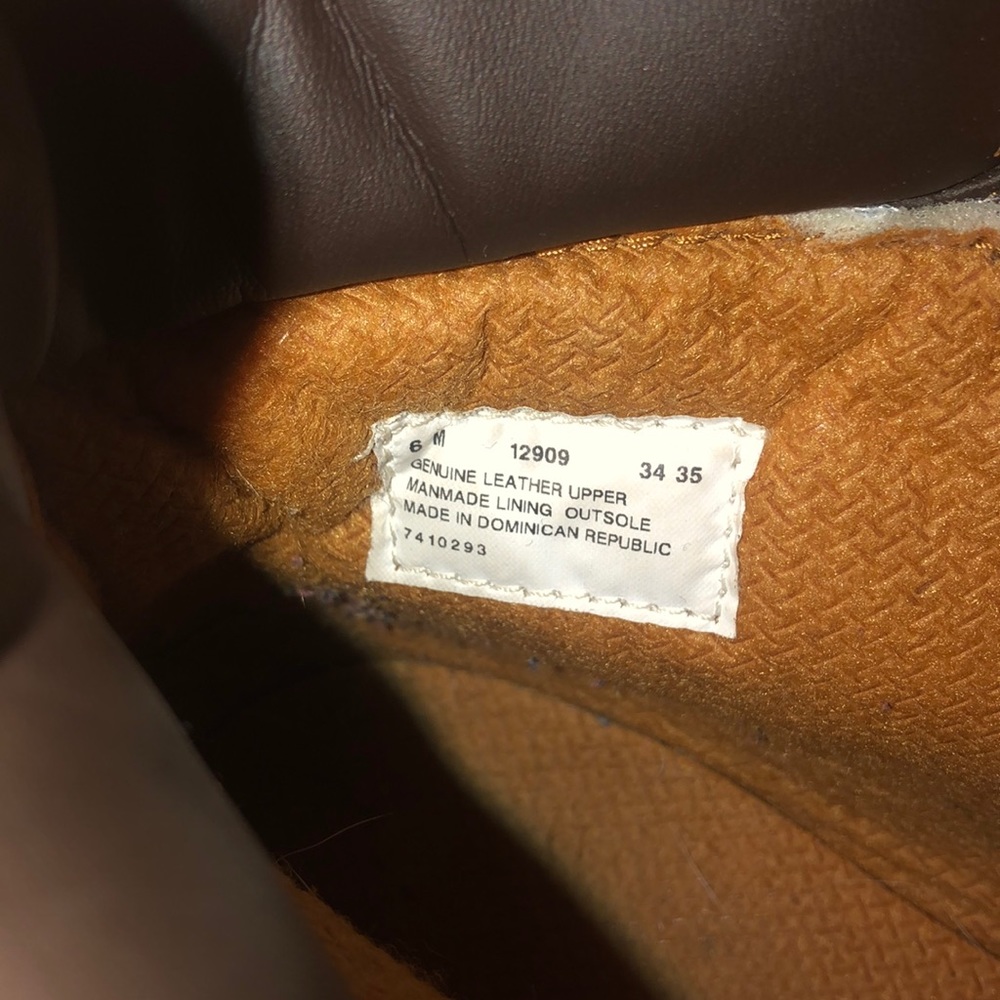 6 M 12909 34 35
GENUINE LEATHER UPPER
MANMADE LINING OUTSOLE
MADE IN DOMINICAN REPUBLIC
7410293